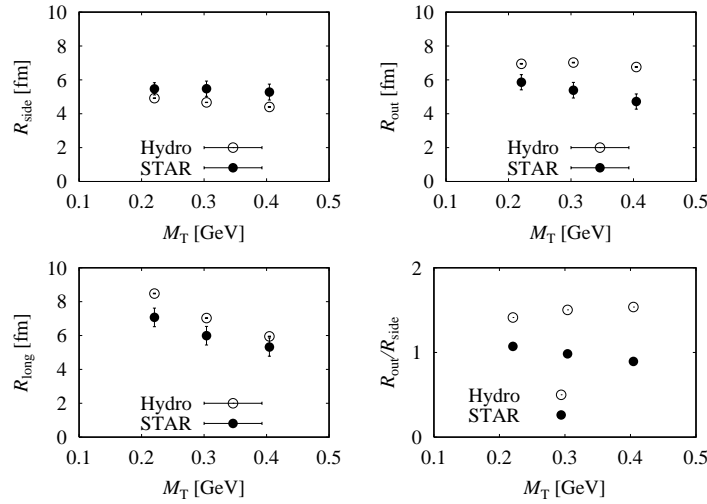 10
8
6
4
2
0
R_side [fm]
Hydro
STAR
0.1 0.2 0.3 0.4 0.5
M_T [GeV]
10
8
6
4
2
0
R_out [fm]
Hydro
STAR
0.1 0.2 0.3 0.4 0.5
M_T [GeV]
10
8
6
4
2
0
R_long [fm]
Hydro
STAR
0.1 0.2 0.3 0.4 0.5
M_T [GeV]
2
1
0
R_out/R_side
Hydro
STAR
0.1 0.2 0.3 0.4 0.5
M_T [GeV]